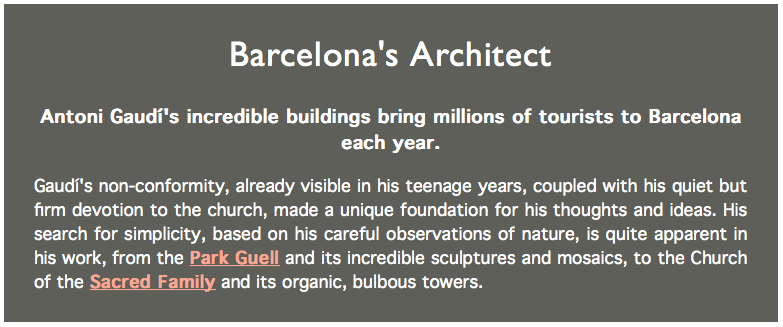 Barcelona's Architect
Antoni Gaudí's incredible buildings bring millions of tourists to Barcelona
each year.
Gaudí's non-conformity, already visible in his teenage years, coupled with his quiet but
firm devotion to the church, made a unique foundation for his thoughts and ideas. His
search for simplicity, based on his careful observations of nature, is quite apparent in
his work, from the Park Guell and its incredible sculptures and mosaics, to the Church
of the Sacred Family and its organic, bulbous towers.